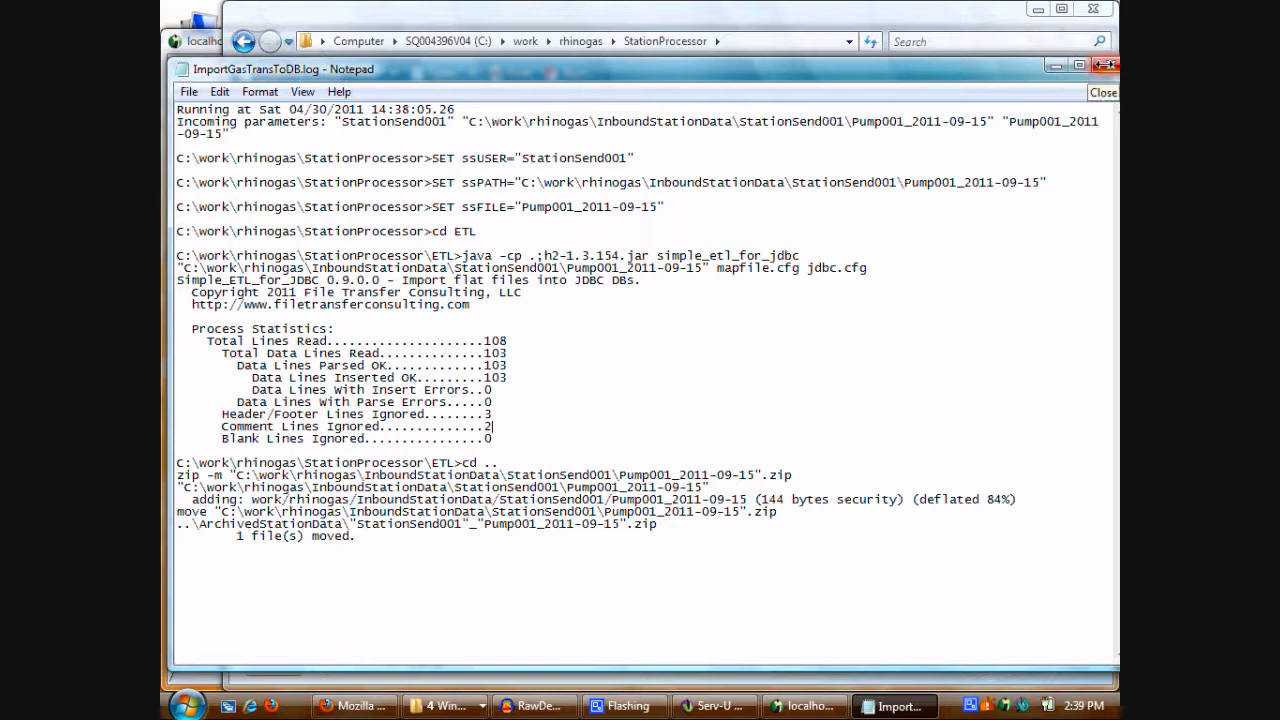 localho
Computer
SQ004396V04 (C:)
work
rhinogas
StationProcessor
Search
ImportGasTransToDB.log - Notepad
File Edit Format View Help
Close
Running at Sat 04/30/2011 14:38:05.26
Incoming parameters: "StationSend001" "C:\work\rhinogas\InboundStationData\StationSend001\Pump001_2011-09-15" "Pump001_2011
-09-15"
C:\work\rhinogas\StationProcessor>SET ssUSER="StationSend001"
C:\work\rhinogas\StationProcessor>SET ssPATH="C:\work\rhinogas\InboundStationData\StationSend001\Pump001_2011-09-15"
C:\work\rhinogas\StationProcessor>SET ssFILE="Pump001_2011-09-15"
C:\work\rhinogas\StationProcessor>cd ETL
C:\work\rhinogas\StationProcessor\ETL>java -cp .;h2-1.3.154.jar simple_etl_for_jdbc
"C:\work\rhinogas\InboundStationData\StationSend001\Pump001_2011-09-15" mapfile.cfg jdbc.cfg
Simple_ETL_for_JDBC 0.9.0.0 - Import flat files into JDBC DBs.
Copyright 2011 File Transfer Consulting, LLC
http://www.filetransferconsulting.com
Process Statistics:
Total Lines Read.....................108
Total Data Lines Read..............103
Data Lines Parsed OK.............103
Data Lines Inserted OK.........103
Data Lines With Insert Errors..0
Data Lines With Parse Errors.....0
Header/Footer Lines Ignored........3
Comment Lines Ignored..............2
Blank Lines Ignored................0
C:\work\rhinogas\StationProcessor\ETL>cd ..
zip -m "C:\work\rhinogas\InboundStationData\StationSend001\Pump001_2011-09-15".zip
"C:\work\rhinogas\InboundStationData\StationSend001\Pump001_2011-09-15"
adding: work/rhinogas/InboundStationData/StationSend001/Pump001_2011-09-15 (144 bytes security) (deflated 84%)
move "C:\work\rhinogas\InboundStationData\StationSend001\Pump001_2011-09-15".zip
..\ArchivedStationData\"StationSend001"_"Pump001_2011-09-15".zip
1 file(s) moved.
Mozilla ...
4 Win...
RawDe...
Flashing
Serv-U ...
localho...
Import...
2:39 PM